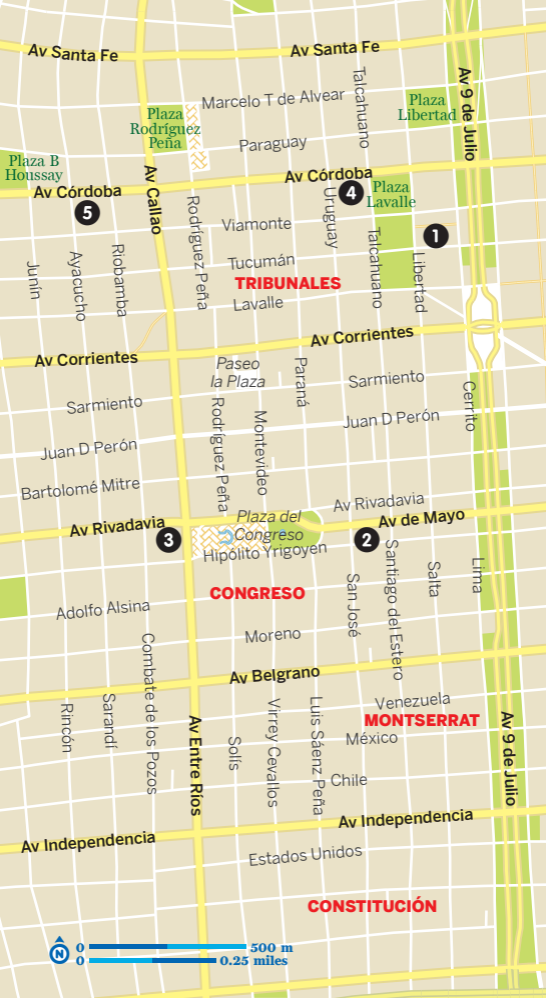 Av Santa Fe
Av Santa Fe
Marcelo T de Alvear
Talcahuano
Av 9 de Julio
Plaza
Libertad
Plaza
Rodríguez
Peña
Paraguay
Plaza B
Houssay
Av Córdoba
Av Córdoba
Av Callao
4
Plaza
Lavalle
5
Rodríguez Peña
Viamonte
Uruguay
1
Talcahuano
Libertad
Junín
Ayacucho
Riobamba
Tucumán
TRIBUNALES
Lavalle
Av Corrientes
Av Corrientes
Paseo
la Plaza
Paraná
Sarmiento
Cerrito
Sarmiento
Rodríguez Peña
Montevideo
Juan D Perón
Juan D Perón
Bartolomé Mitre
Av Rivadavia
Av de Mayo
Av Rivadavia
Plaza del
Congreso
3
2
Hipólito Yrigoyen
Santiago del Estero
Salta
Lima
San José
CONGRESO
Adolfo Alsina
Moreno
Combate de los Pozos
Av Belgrano
Venezuela
MONTSERRAT
México
Rincón
Sarandí
Av Entre Ríos
Solís
Virrey Cevallos
Luis Sáenz Peña
Av 9 de Julio
Chile
Av Independencia
Av Independencia
Estados Unidos
CONSTITUCIÓN
N
0 500 m
0 0.25 miles